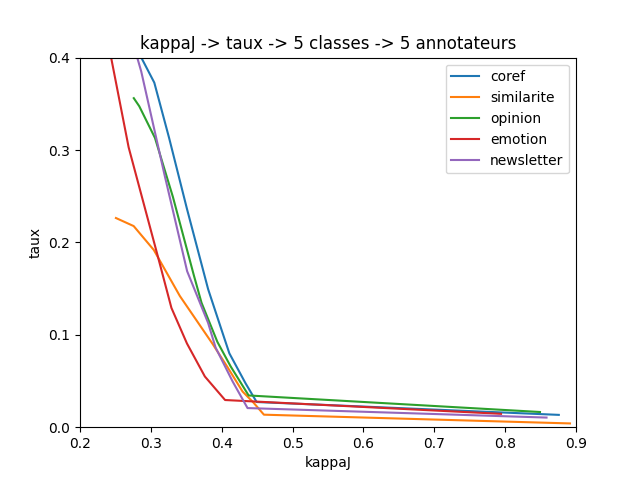 kappaJ -> taux -> 5 classes -> 5 annotateurs
0.4
0.3
0.2
0.1
0.0
taux
coref
similarite
opinion
emotion
newsletter
0.2 0.3 0.4 0.5 0.6 0.7 0.8 0.9
kappaJ